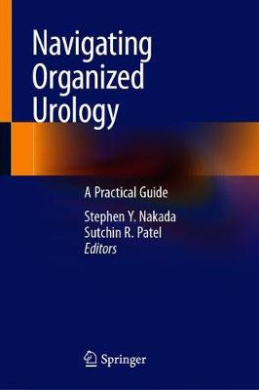 Navigating
Organized
Urology
A Practical Guide
Stephen Y. Nakada
Sutchin R. Patel
Editors
Springer